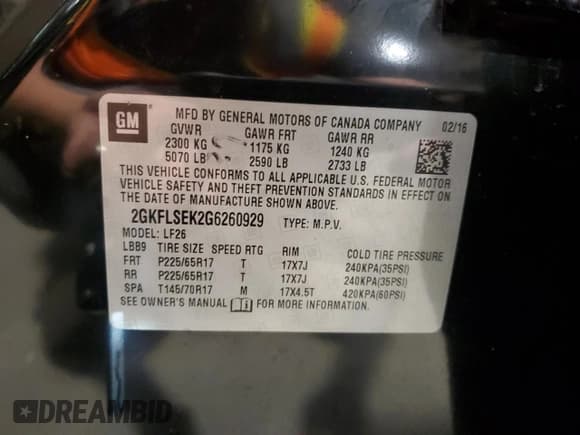 GM
MFD BY GENERAL MOTORS OF CANADA COMPANY 02/16
GVWR GAWR FRT GAWR RR
2300 KG 1175 KG 1240 KG
5070 LB 2590 LB 2733 LB
THIS VEHICLE CONFORMS TO ALL APPLICABLE U.S. FEDERAL MOTOR
VEHICLE SAFETY AND THEFT PREVENTION STANDARDS IN EFFECT ON
THE DATE OF MANUFACTURE SHOWN ABOVE.
2GKFLSEK2G6260929 TYPE: M.P.V.
MODEL: LF26
LBB9 TIRE SIZE SPEED RTG RIM COLD TIRE PRESSURE
FRT P225/65R17 T 17X7J 240KPA(35PSI)
RR P225/65R17 T 17X7J 240KPA(35PSI)
SPA T145/70R17 M 17X4.5T 420KPA(60PSI)
SEE OWNER'S MANUAL FOR MORE INFORMATION.
DREAMBID